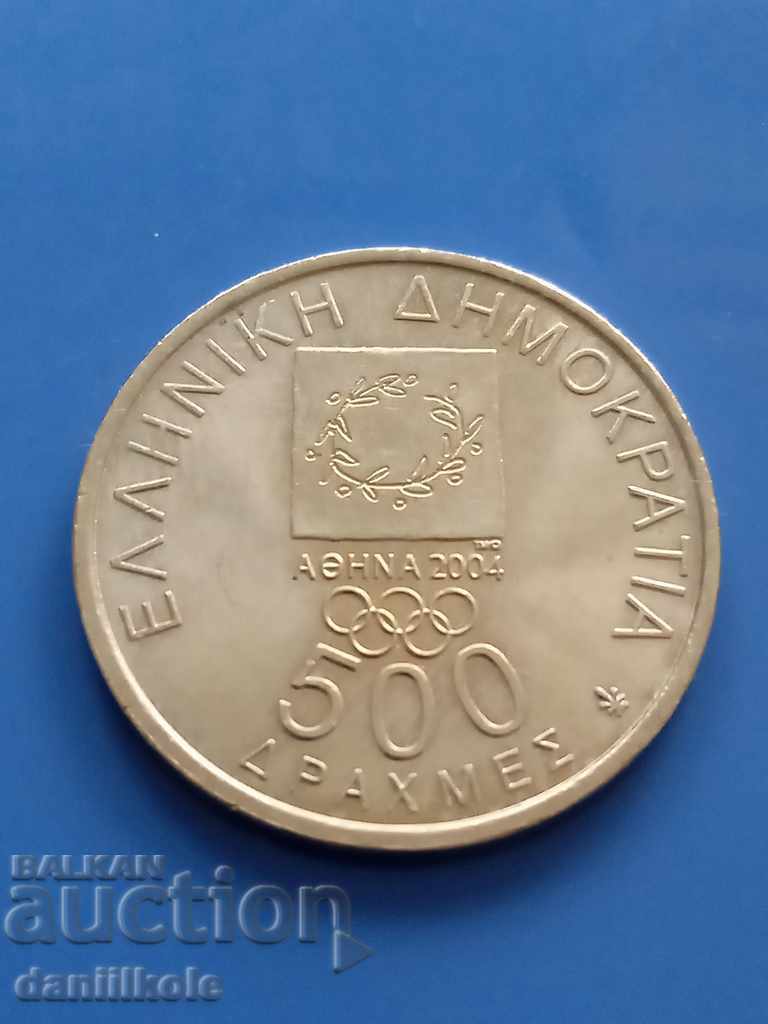 ΕΛΛΗΝΙΚΗ ΔΗΜΟΚΡΑΤΙΑ
ΑΘΗΝΑ 2004
500
ΔΡΑΧΜΕΣ
BALKAN
auction
daniilkole